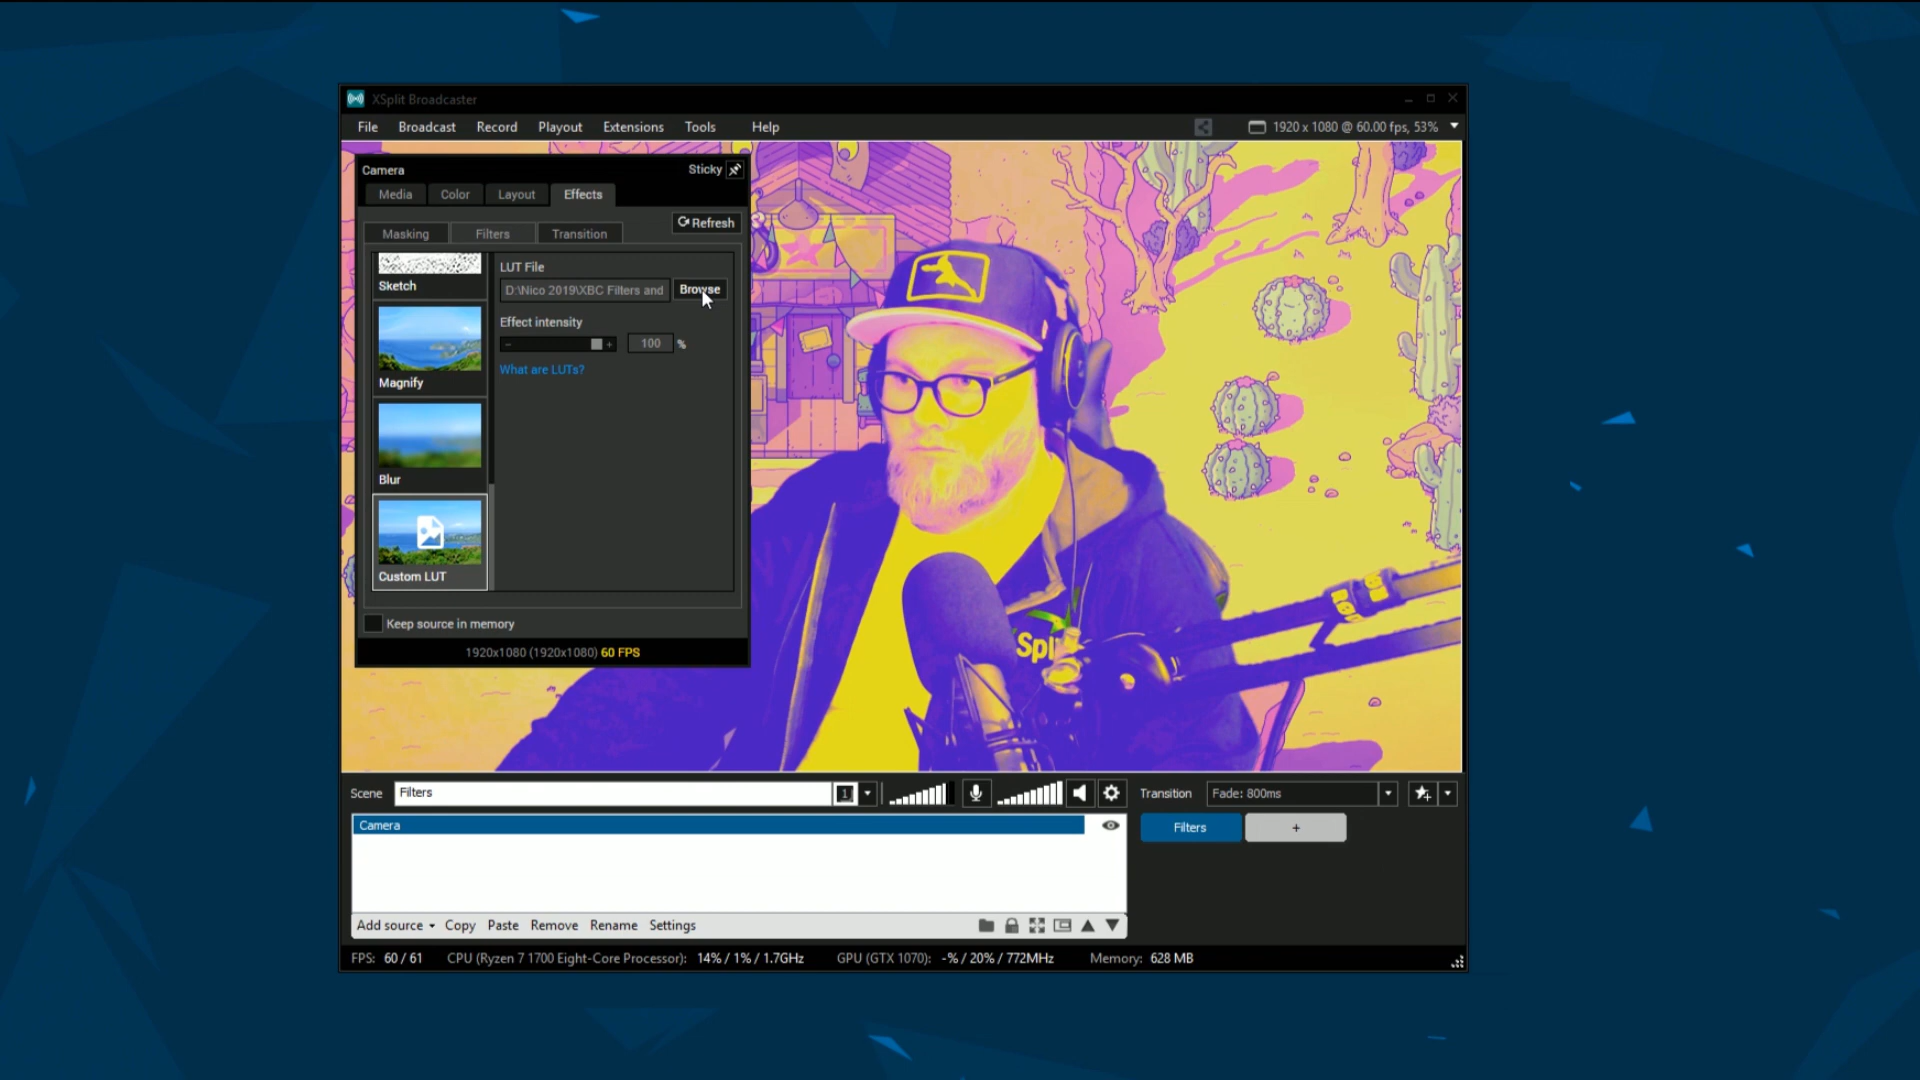 XSplit Broadcaster
File Broadcast Record Playout Extensions Tools Help 1920 x 1080 @ 60.00 fps, 53%
Camera Sticky
Media Color Layout Effects
Refresh
Masking Filters Transition
Sketch
Magnify
Blur
Custom LUT
LUT File
D:\Nico 2019\XBC Filters and Browse
Effect intensity
- + 100 %
What are LUTs?
Keep source in memory
1920x1080 (1920x1080) 60 FPS
Spl
Scene Filters 1 Transition Fade: 800ms
Camera
Filters +
Add source Copy Paste Remove Rename Settings
FPS: 60 / 61 CPU (Ryzen 7 1700 Eight-Core Processor): 14% / 1% / 1.7GHz GPU (GTX 1070): -% / 20% / 772MHz Memory: 628 MB